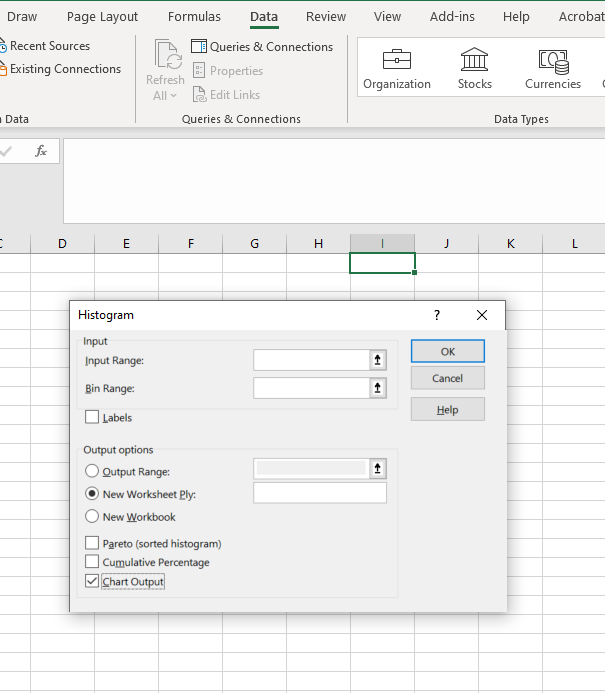 Draw Page Layout Formulas Data Review View Add-ins Help Acrobat
Recent Sources
Existing Connections
Refresh
All
Queries & Connections
Properties
Edit Links
Organization Stocks Currencies
Data Queries & Connections Data Types
fx
D E F G H I J K L
Histogram ? ×
Input
Input Range:
Bin Range:
Labels
OK
Cancel
Help
Output options
Output Range:
New Worksheet Ply:
New Workbook
Pareto (sorted histogram)
Cumulative Percentage
Chart Output